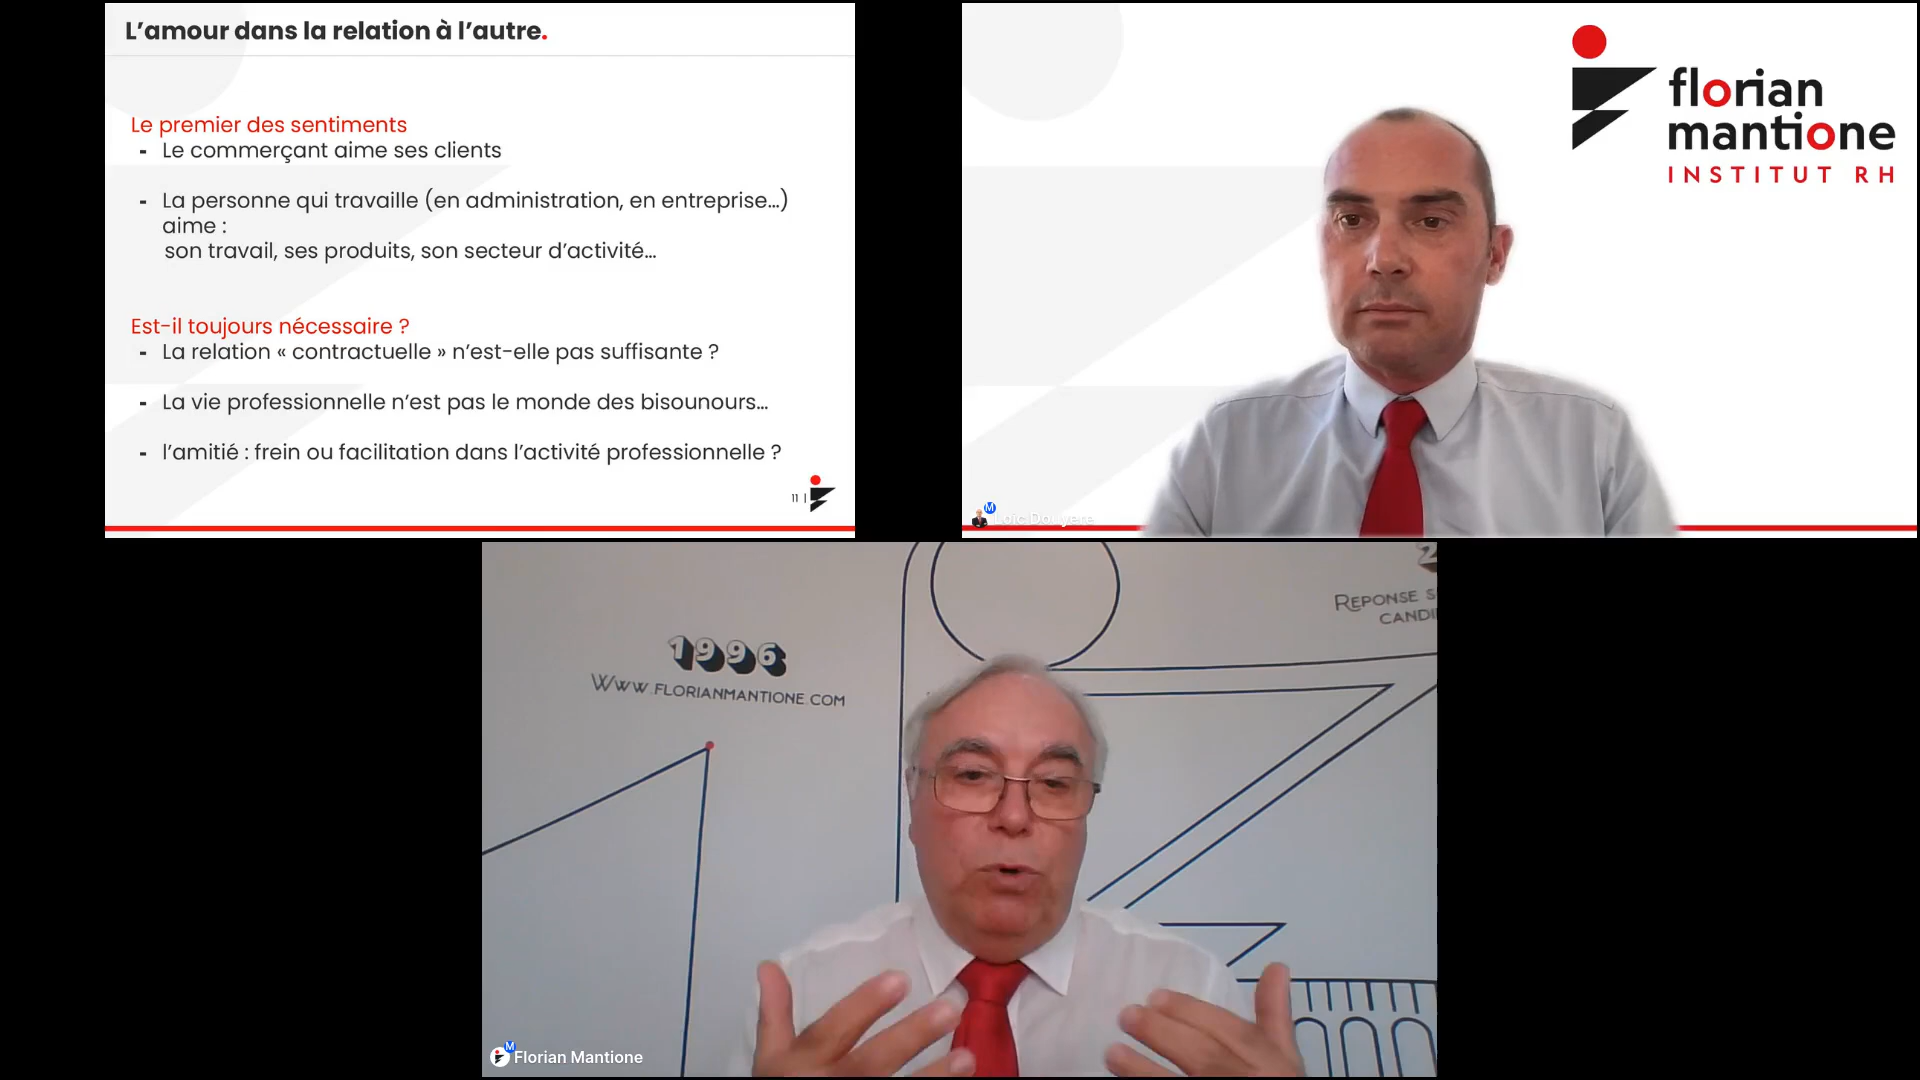 L'amour dans la relation à l'autre.
Le premier des sentiments
- Le commerçant aime ses clients
- La personne qui travaille (en administration, en entreprise...)
aime :
son travail, ses produits, son secteur d'activité...
Est-il toujours nécessaire ?
- La relation « contractuelle » n'est-elle pas suffisante ?
- La vie professionnelle n'est pas le monde des bisounours...
- l'amitié : frein ou facilitation dans l'activité professionnelle ?
11 |
florian
mantione
INSTITUT RH
M
Loïc Douyere
1996
WWW.FLORIANMANTIONE.COM
REPONSE S
CANDI
M
Florian Mantione